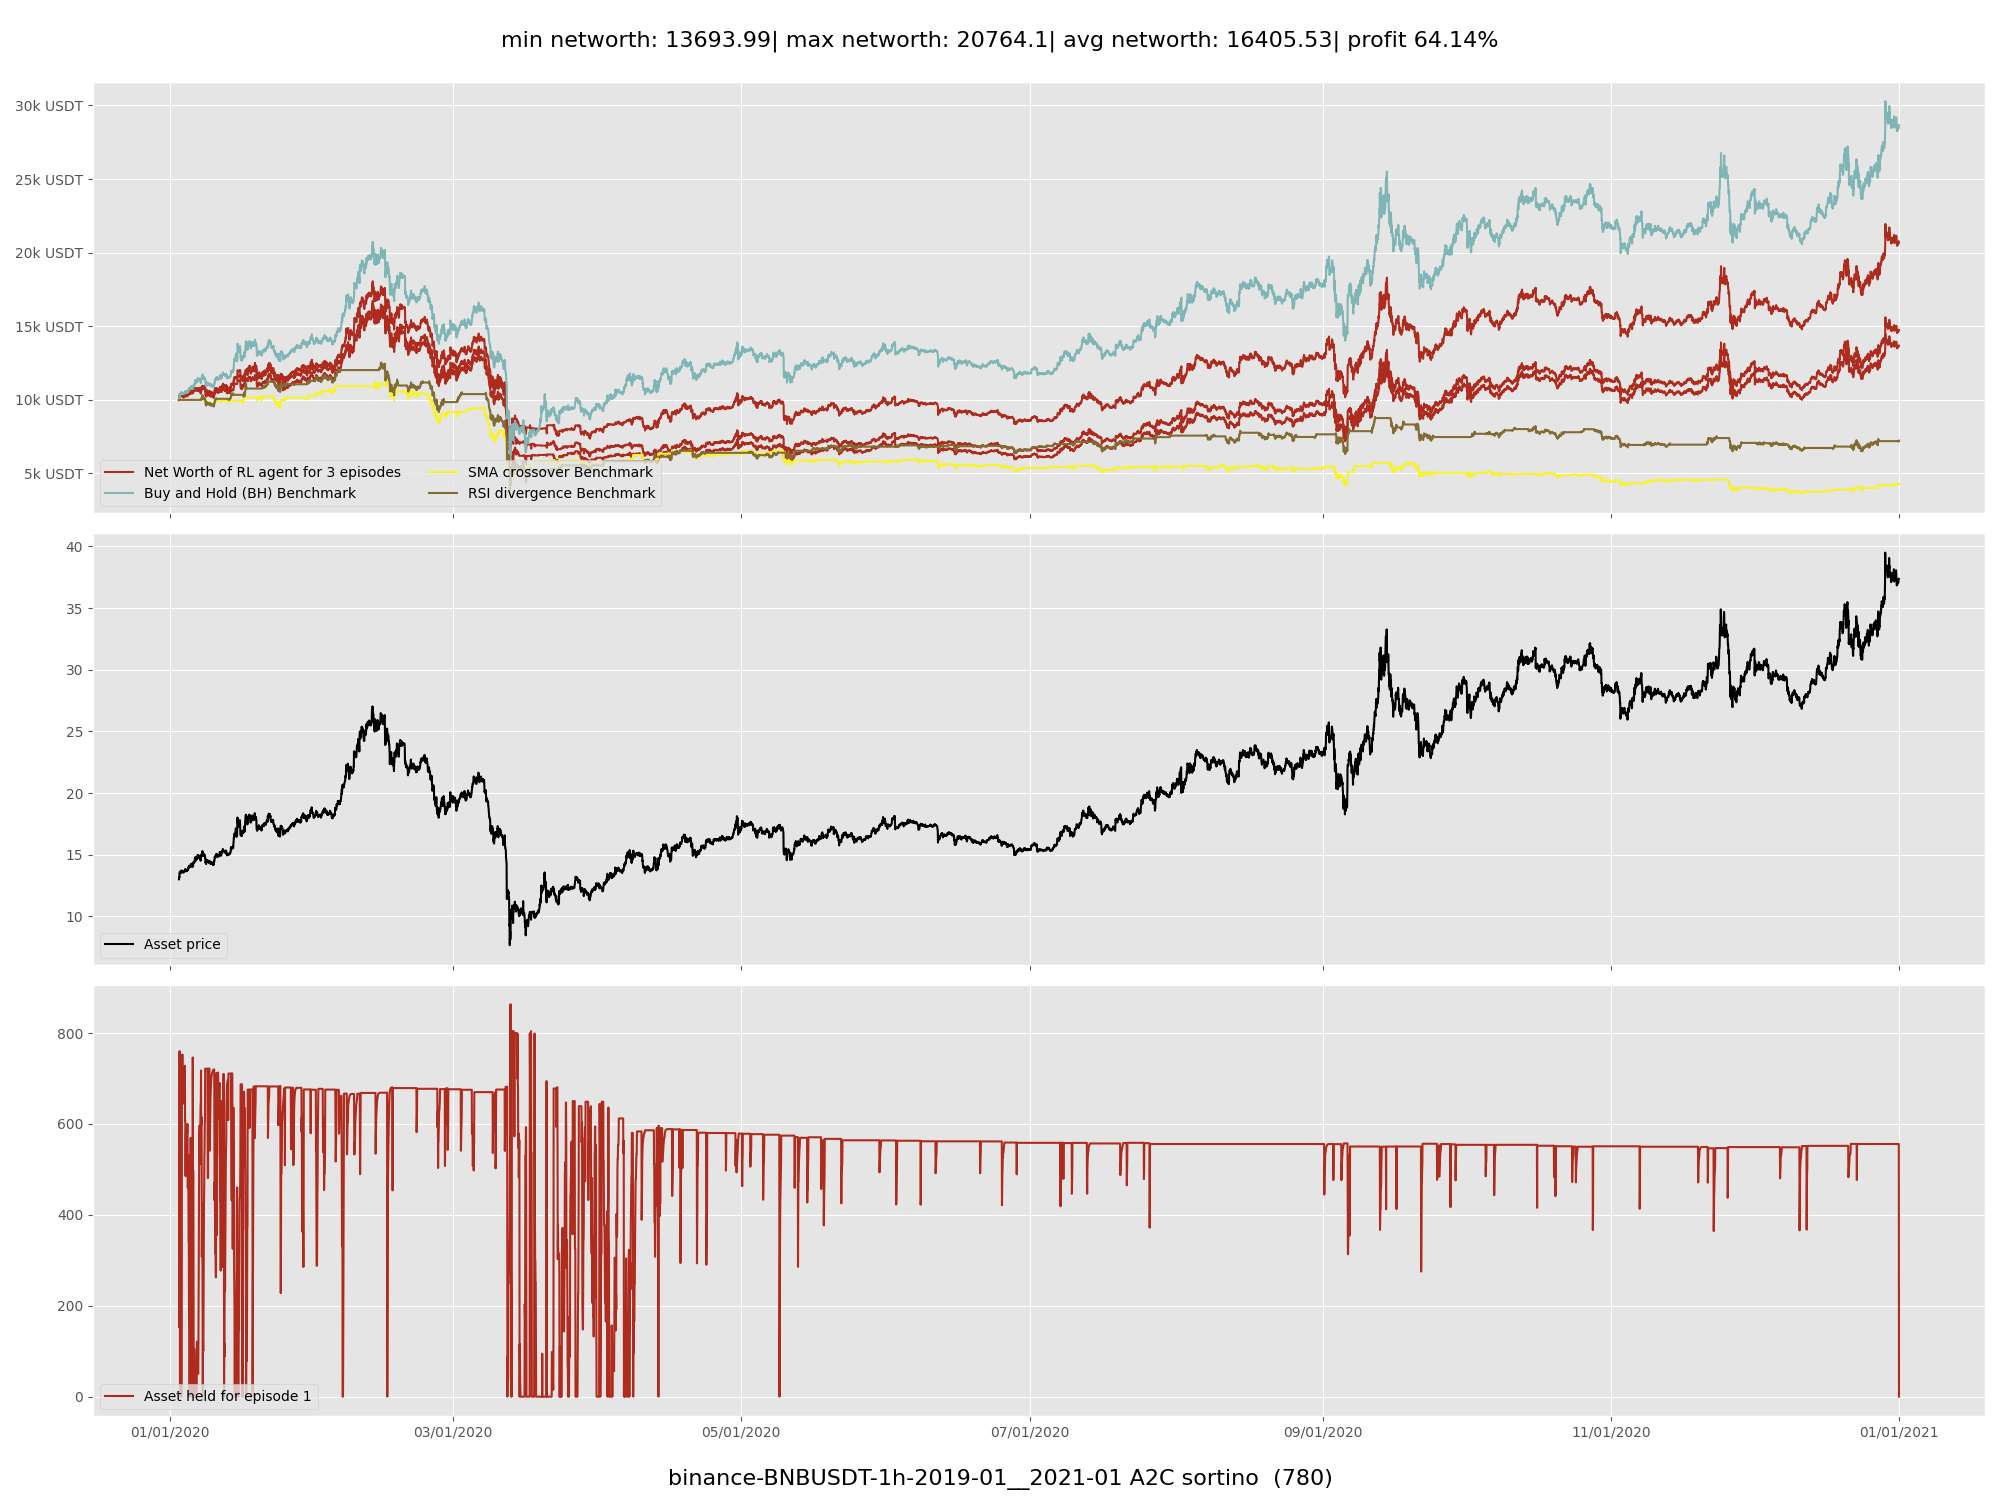 min networth: 13693.99| max networth: 20764.1| avg networth: 16405.53| profit 64.14%
30k USDT
25k USDT
20k USDT
15k USDT
10k USDT
5k USDT
Net Worth of RL agent for 3 episodes
Buy and Hold (BH) Benchmark
SMA crossover Benchmark
RSI divergence Benchmark
40
35
30
25
20
15
10
Asset price
800
600
400
200
0
Asset held for episode 1
01/01/2020 03/01/2020 05/01/2020 07/01/2020 09/01/2020 11/01/2020 01/01/2021
binance-BNBUSDT-1h-2019-01__2021-01 A2C sortino (780)